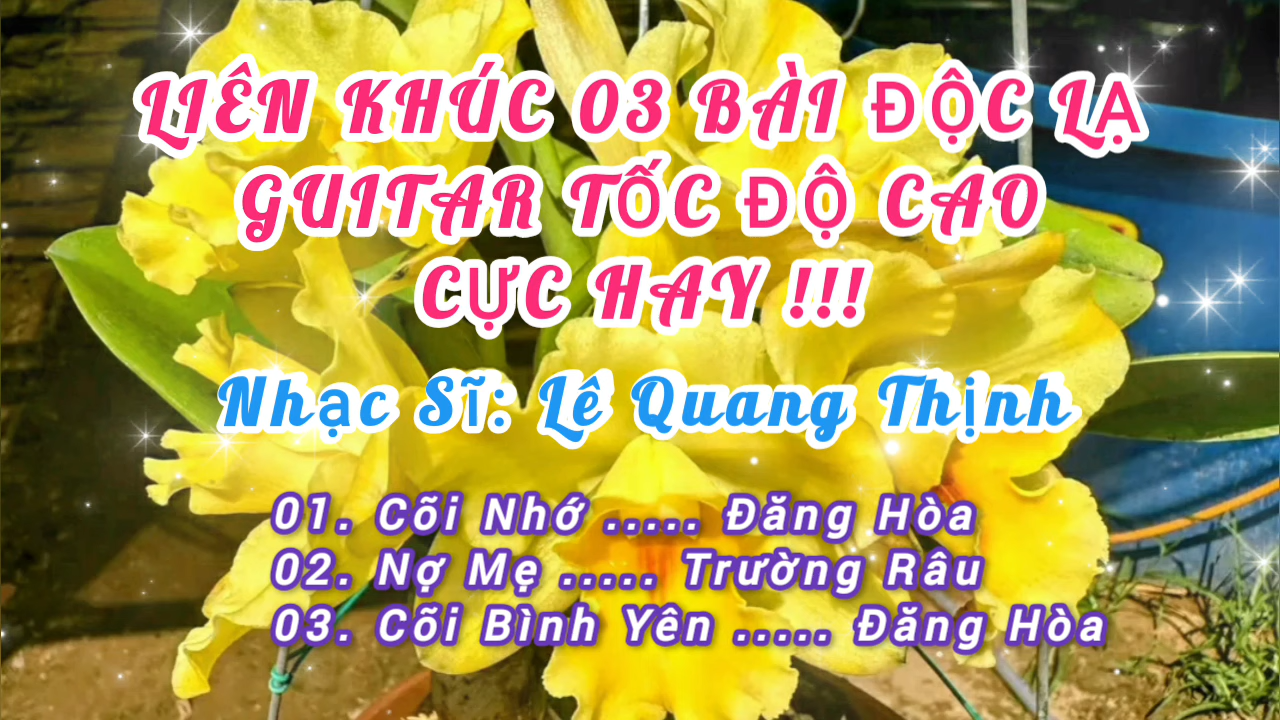 LIÊN KHÚC 03 BÀI ĐỘC LẠ
GUITAR TỐC ĐỘ CAO
CỰC HAY !!!
Nhạc Sĩ: Lê Quang Thịnh
01. Cõi Nhớ ..... Đăng Hòa
02. Nợ Mẹ ..... Trường Râu
03. Cõi Bình Yên ..... Đăng Hòa